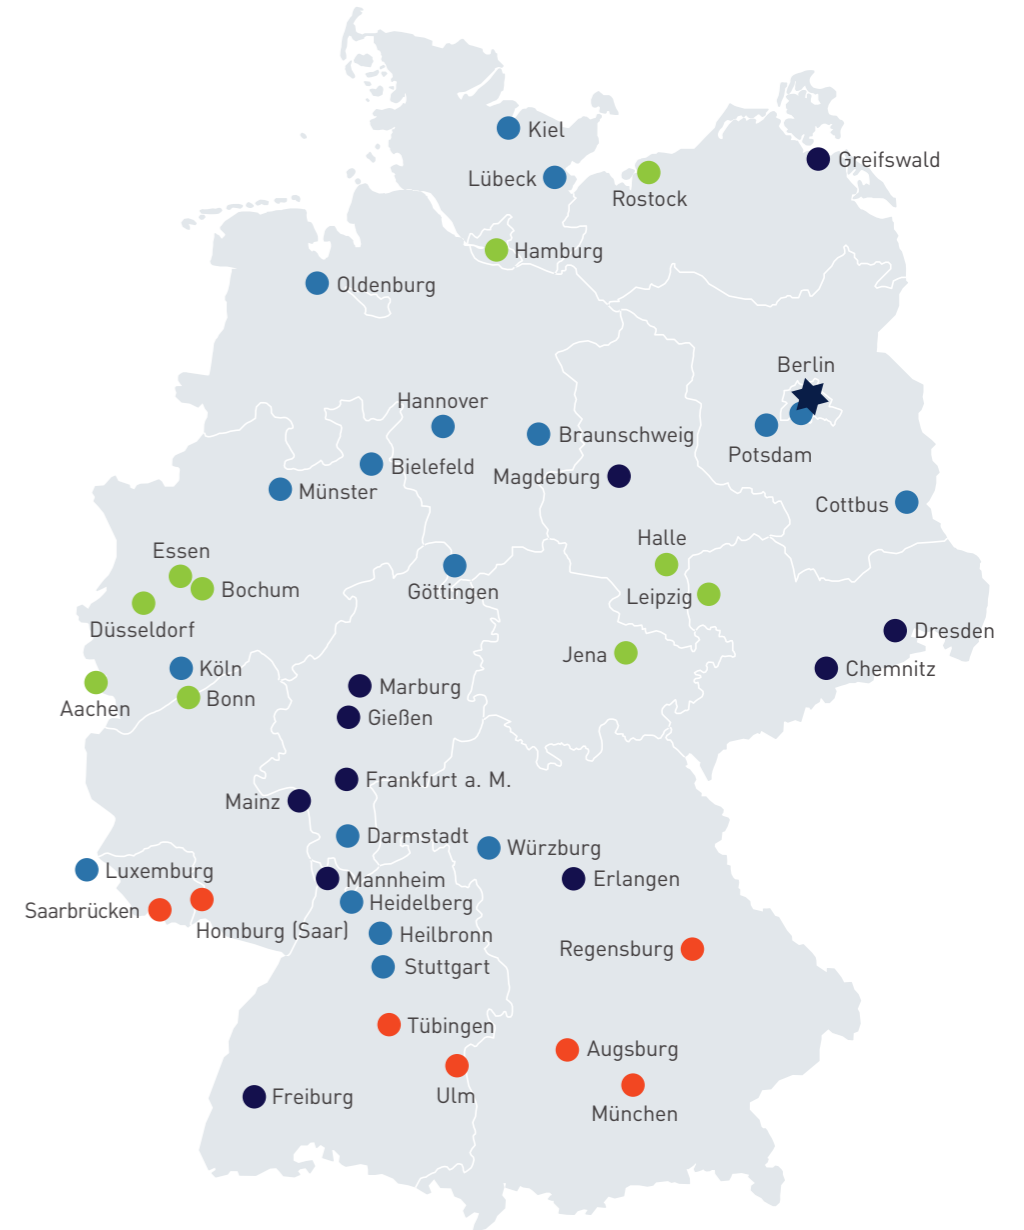 Kiel
Greifswald
Lübeck
Rostock
Hamburg
Oldenburg
Berlin
Hannover
Braunschweig
Potsdam
Bielefeld
Magdeburg
Münster
Cottbus
Halle
Essen
Bochum
Göttingen
Leipzig
Düsseldorf
Dresden
Jena
Köln
Chemnitz
Marburg
Bonn
Aachen
Gießen
Frankfurt a. M.
Mainz
Darmstadt
Würzburg
Luxemburg
Mannheim
Erlangen
Heidelberg
Saarbrücken
Homburg (Saar)
Heilbronn
Regensburg
Stuttgart
Tübingen
Augsburg
Ulm
Freiburg
München